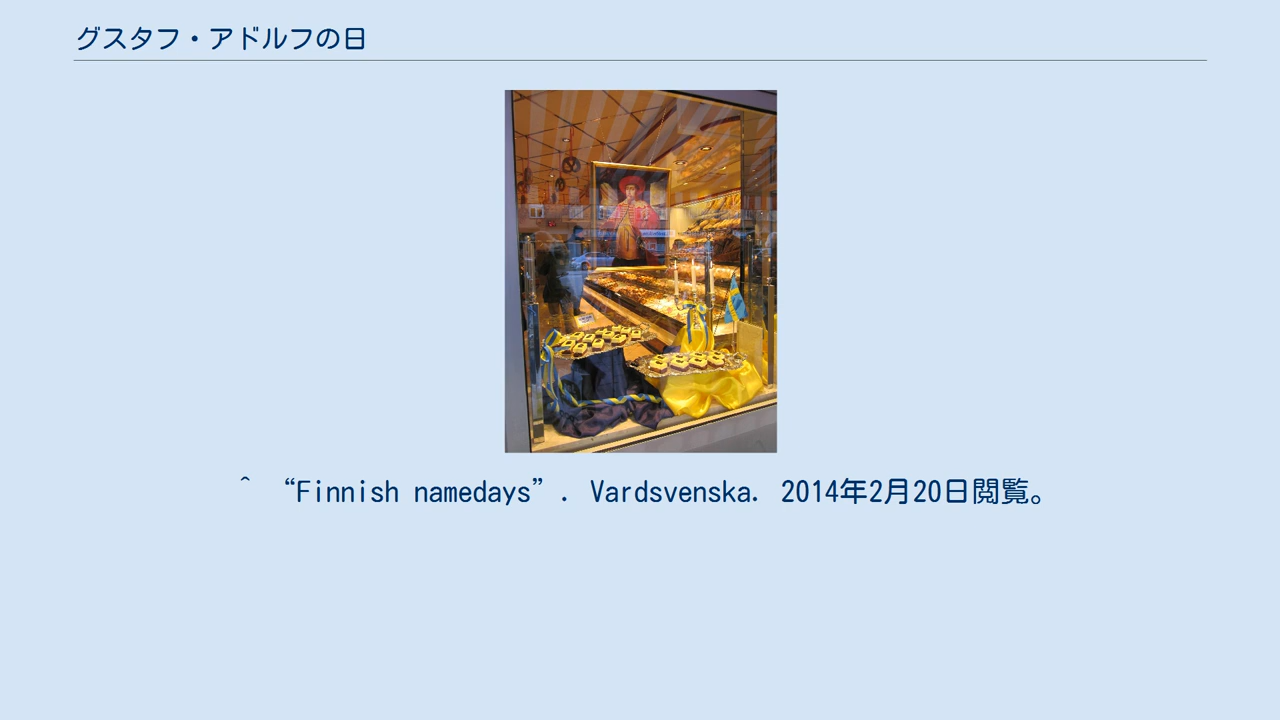 グスタフ・アドルフの日
^ “Finnish namedays”. Vardsvenska. 2014年2月20日閲覧。